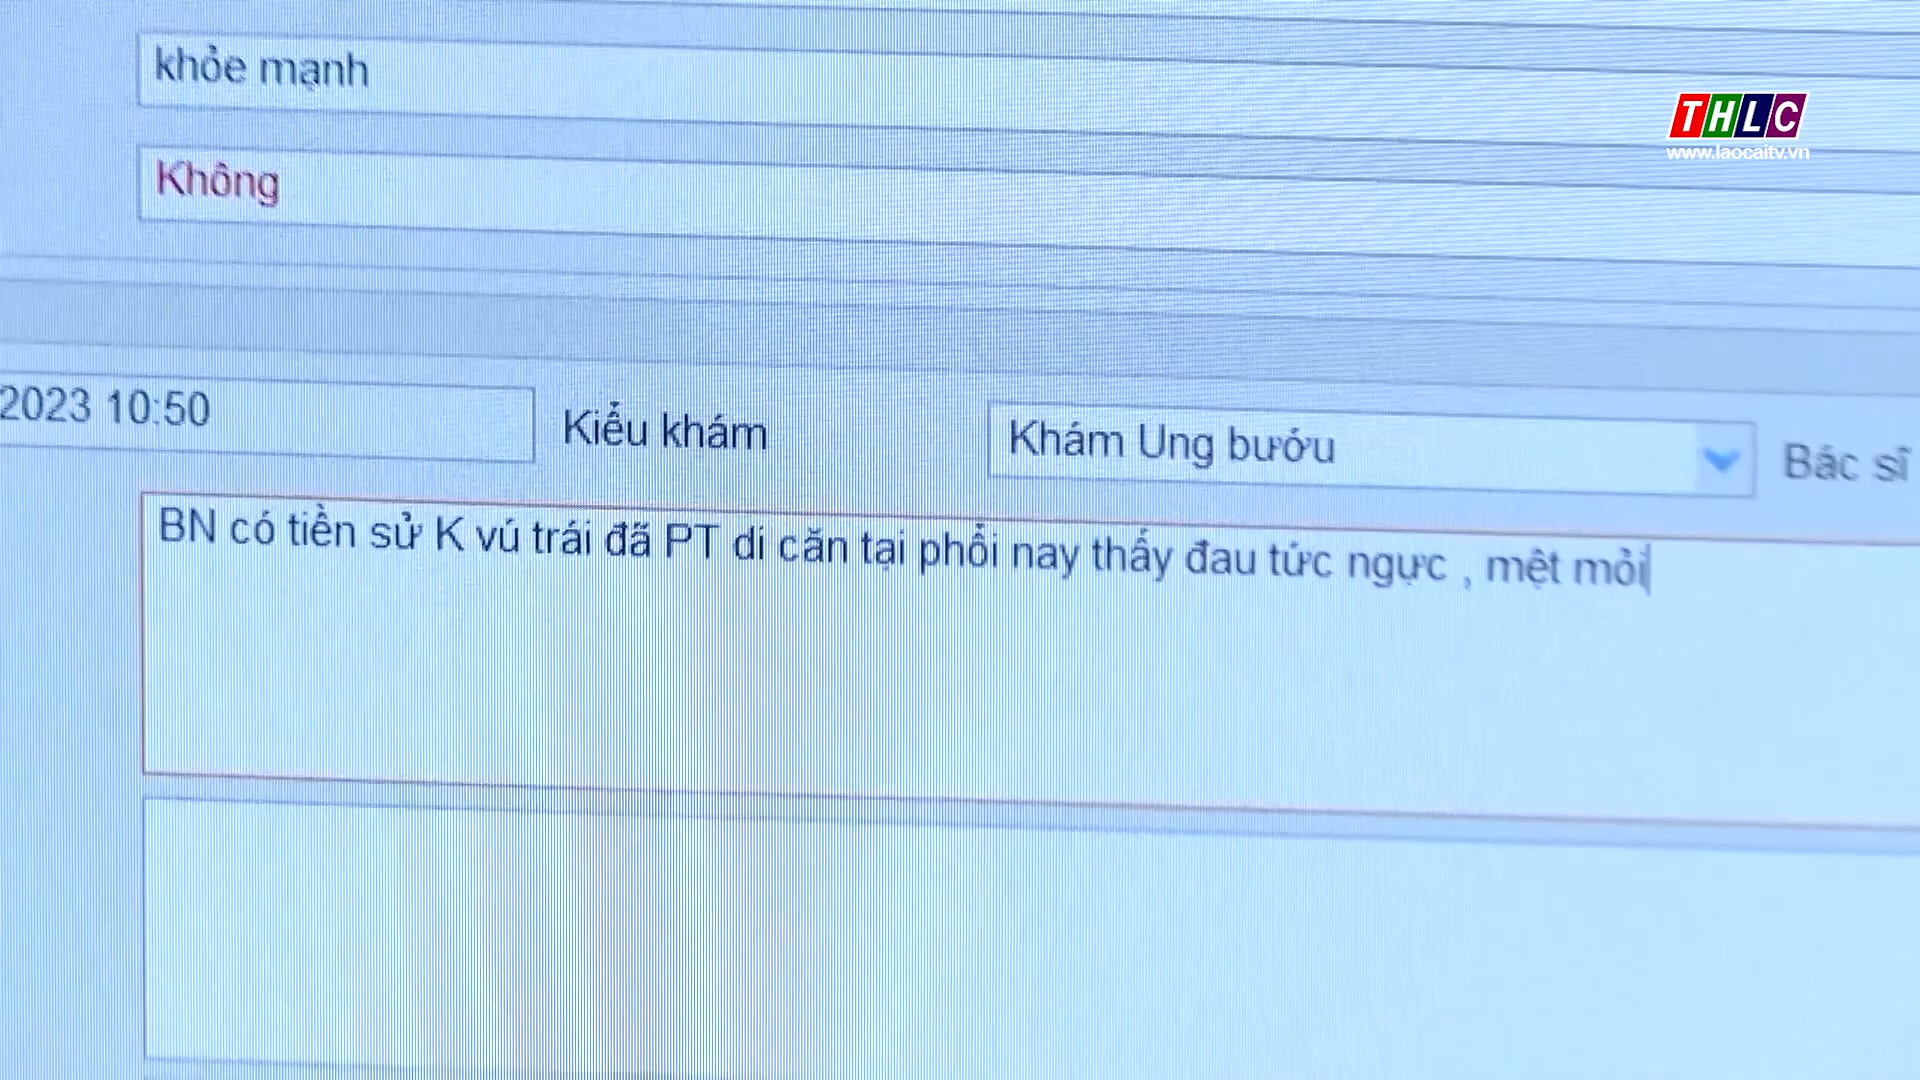 khỏe mạnh
THLC
www.laocaitv.vn
Không
2023 10:50
Kiểu khám
Khám Ung bướu
Bác sĩ
BN có tiền sử K vú trái đã PT di căn tại phổi nay thấy đau tức ngực , mệt mỏi